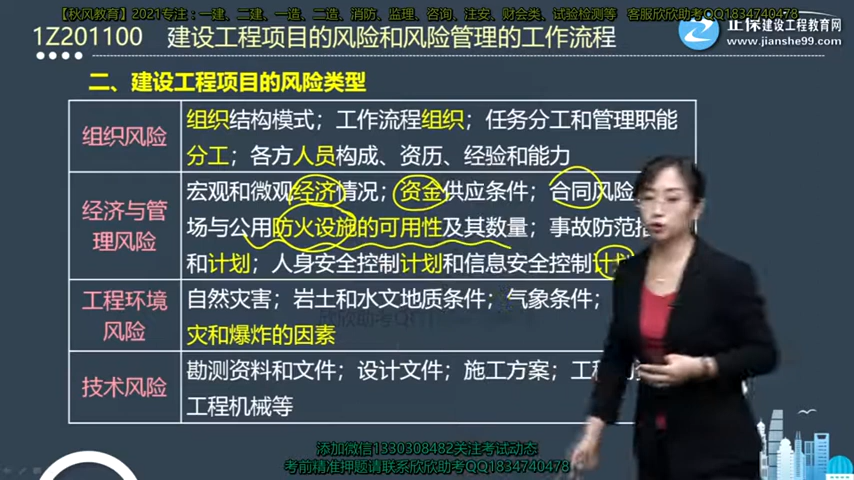 【秋风教育】2021专注：一建、二建、一造、二造、消防、监理、咨询、注安、财会类、试验检测等 客服欣欣助考QQ1834740478
1Z201100 建设工程项目的风险和风险管理的工作流程
正保建设工程教育网
www.jianshe99.com
二、建设工程项目的风险类型
组织风险
组织结构模式；工作流程组织；任务分工和管理职能
分工；各方人员构成、资历、经验和能力
经济与管
理风险
宏观和微观经济情况；资金供应条件；合同风险
场与公用防火设施的可用性及其数量；事故防范措
和计划；人身安全控制计划和信息安全控制计划
工程环境
风险
自然灾害；岩土和水文地质条件；气象条件；
灾和爆炸的因素
技术风险
勘测资料和文件；设计文件；施工方案；工程
工程机械等
添加微信1330308482关注考试动态
考前精准押题请联系欣欣助考QQ1834740478